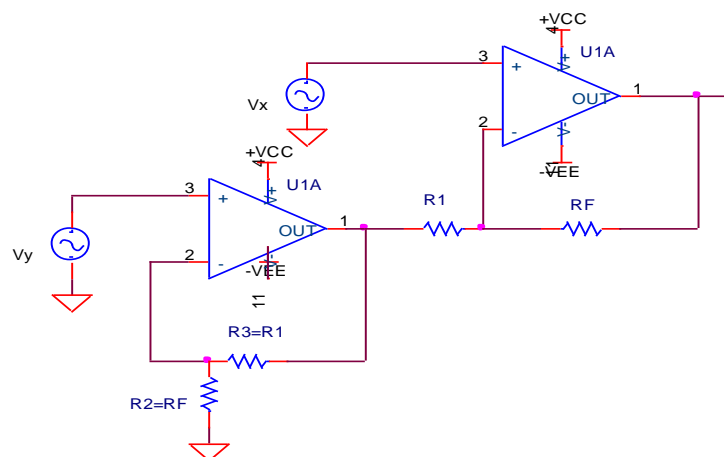 +VCC
4
U1A
3
+
V+
OUT
1
Vx
2
-
V-
11
-VEE
+VCC
4
U1A
R1
RF
3
+
V+
OUT
1
Vy
2
-
V-
-VEE
11
R3=R1
R2=RF